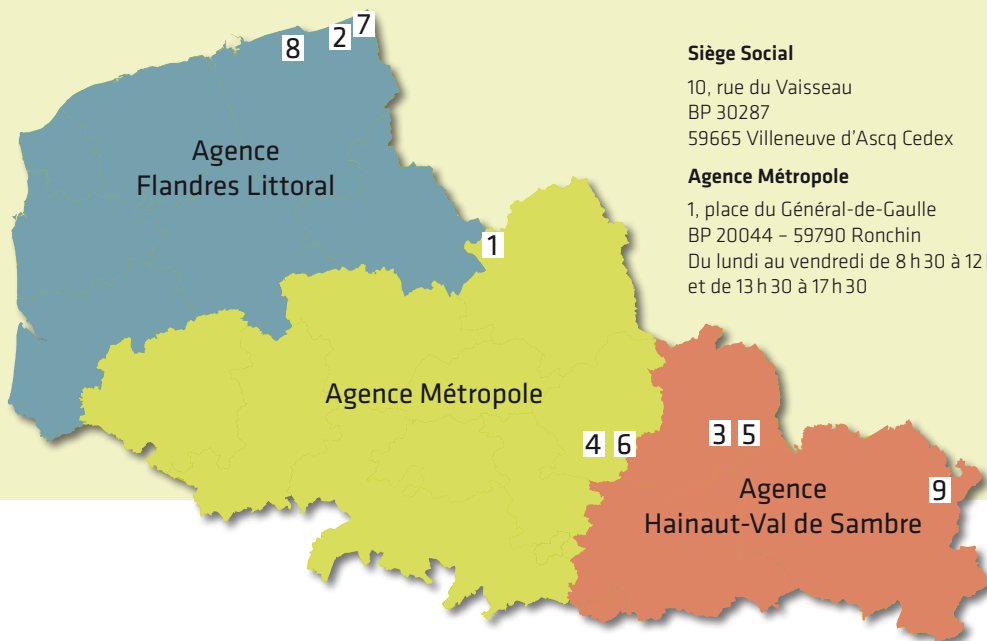 7
2
8
Siège Social
10, rue du Vaisseau
BP 30287
59665 Villeneuve d’Ascq Cedex
Agence
Flandres Littoral
Agence Métropole
1, place du Général-de-Gaulle
BP 20044 – 59790 Ronchin
Du lundi au vendredi de 8 h 30 à 12
et de 13 h 30 à 17 h 30
1
Agence Métropole
4 6
3 5
Agence
Hainaut-Val de Sambre
9